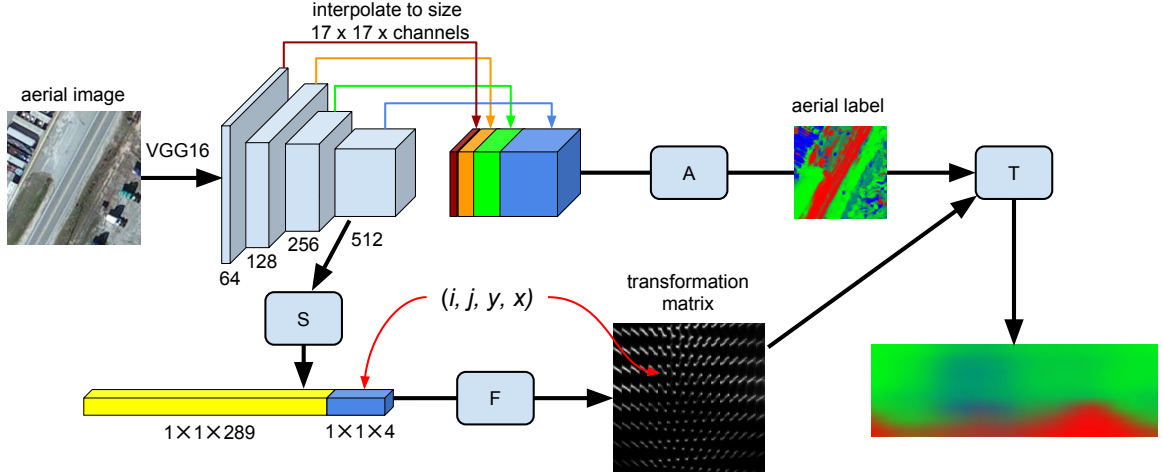 interpolate to size
17 x 17 x channels
aerial image
VGG16
aerial label
A
T
64
128
256
512
S
(i, j, y, x)
transformation
matrix
F
1×1×289
1×1×4